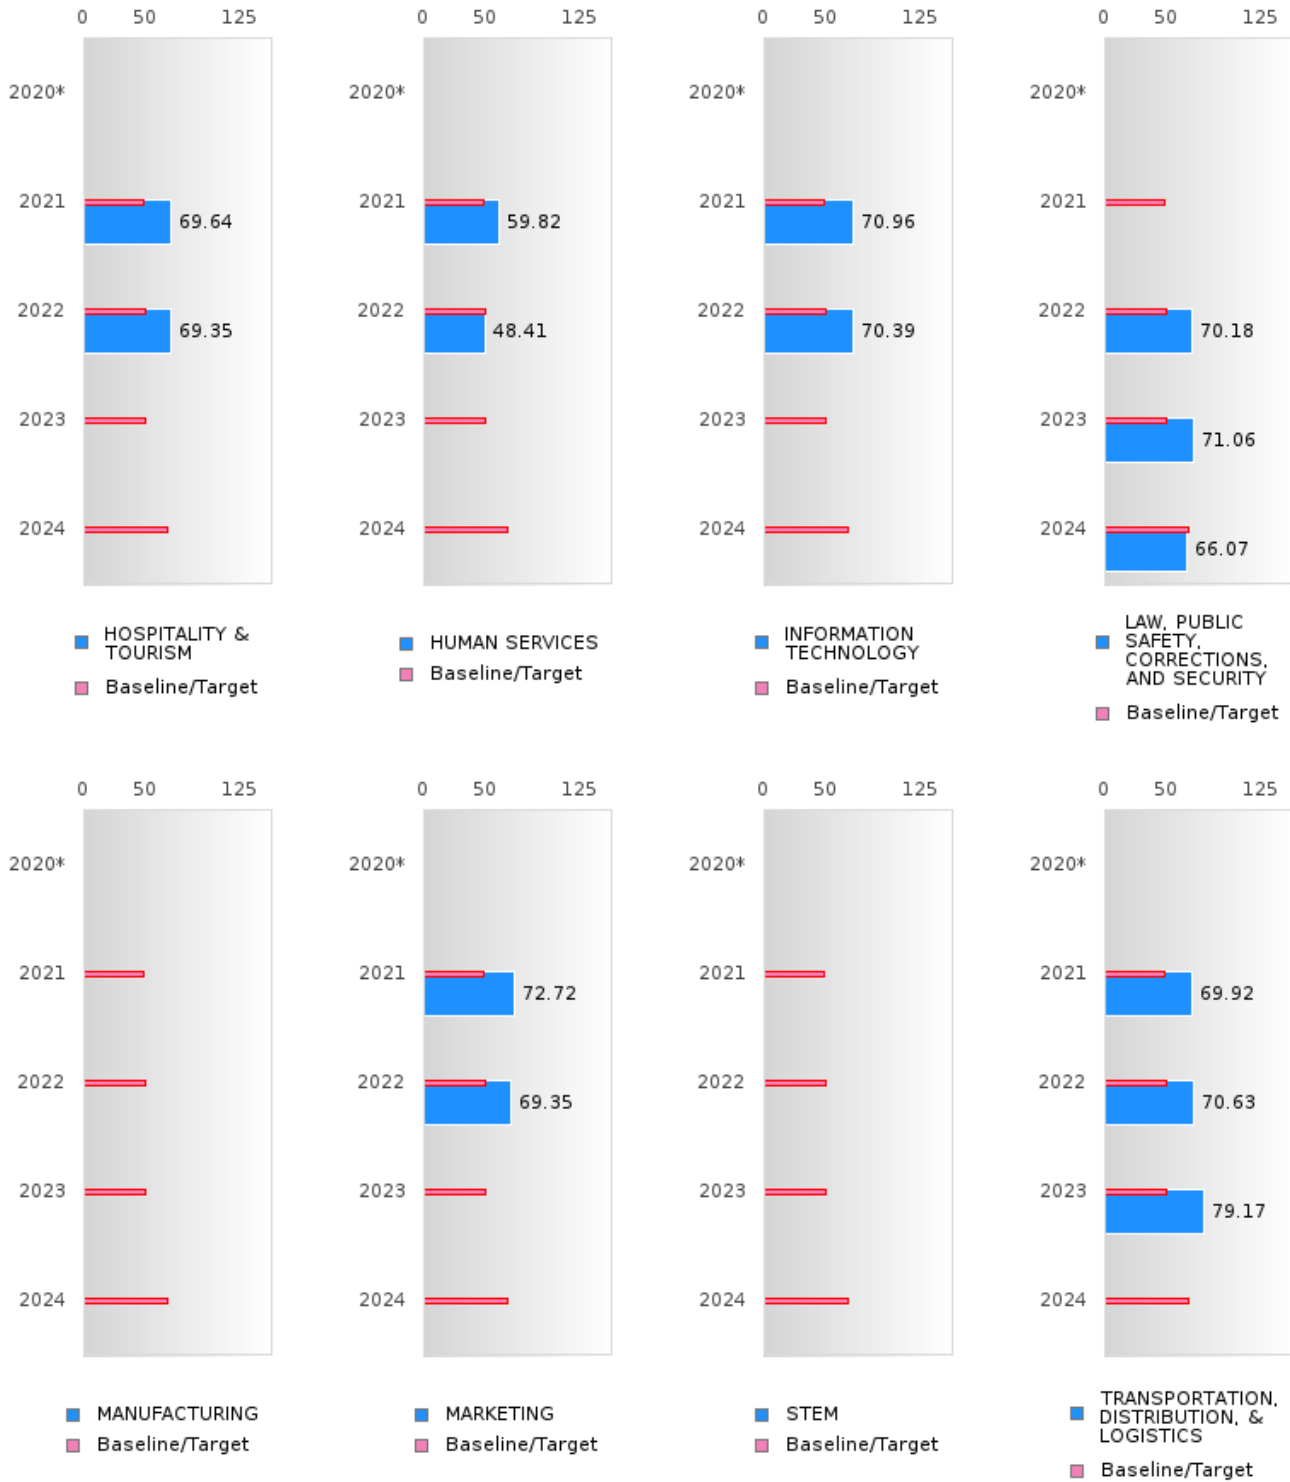 0 50 125
2020*
2021
69.64
2022
69.35
2023
2024
HOSPITALITY &
TOURISM
Baseline/Target
0 50 125
2020*
2021
59.82
2022
48.41
2023
2024
HUMAN SERVICES
Baseline/Target
0 50 125
2020*
2021
70.96
2022
70.39
2023
2024
INFORMATION
TECHNOLOGY
Baseline/Target
0 50 125
2020*
2021
2022
70.18
2023
71.06
2024
66.07
LAW, PUBLIC
SAFETY,
CORRECTIONS,
AND SECURITY
Baseline/Target
0 50 125
2020*
2021
2022
2023
2024
MANUFACTURING
Baseline/Target
0 50 125
2020*
2021
72.72
2022
69.35
2023
2024
MARKETING
Baseline/Target
0 50 125
2020*
2021
2022
2023
2024
STEM
Baseline/Target
0 50 125
2020*
2021
69.92
2022
70.63
2023
79.17
2024
TRANSPORTATION,
DISTRIBUTION, &
LOGISTICS
Baseline/Target